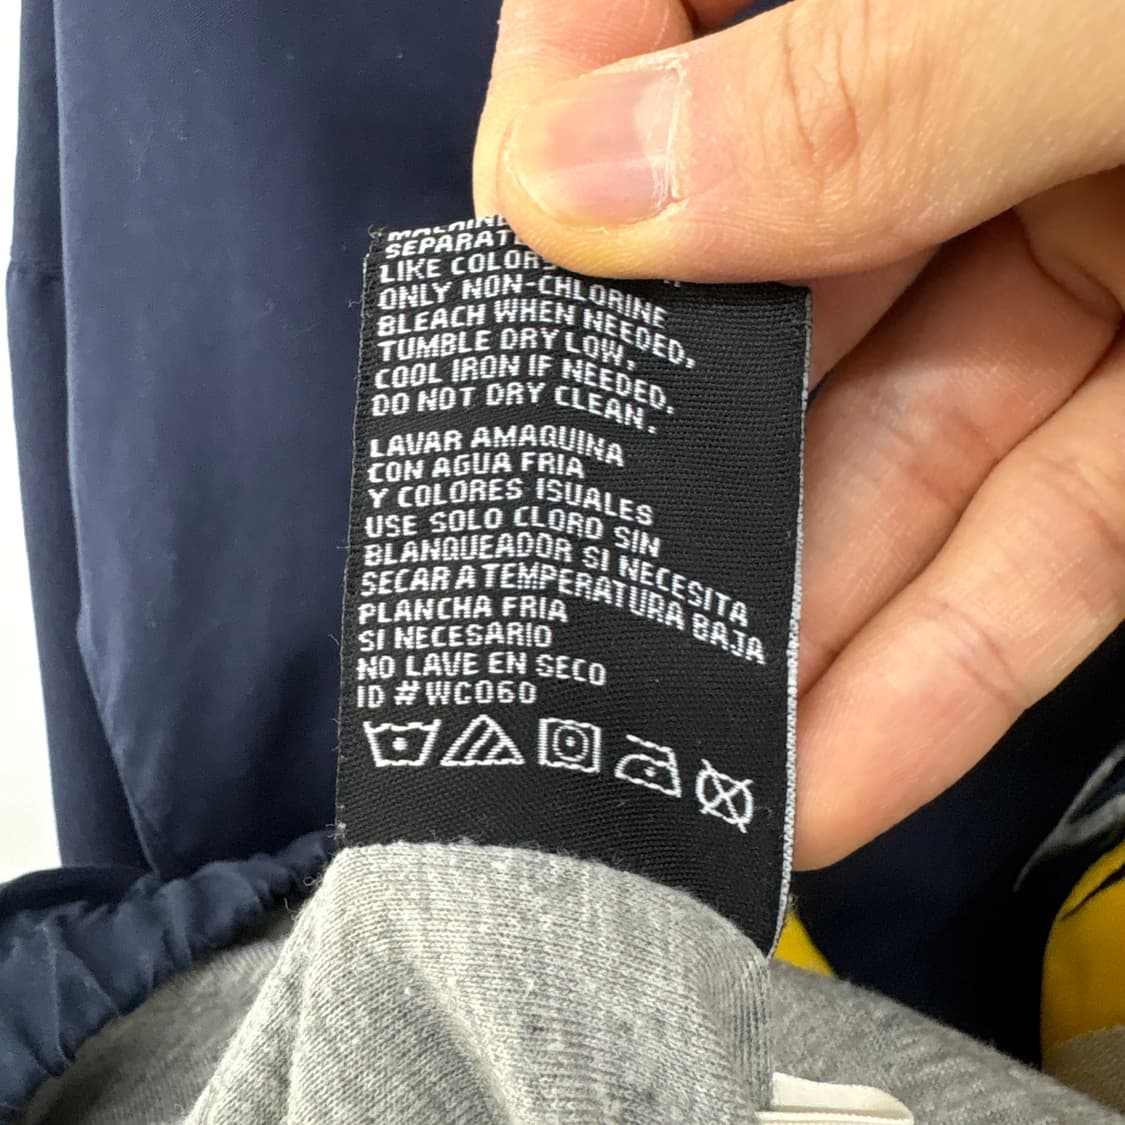 MACHINE
SEPARAT
LIKE COLORS
ONLY NON-CHLORINE
BLEACH WHEN NEEDED,
TUMBLE DRY LOW,
COOL IRON IF NEEDED.
DO NOT DRY CLEAN.
LAVAR AMAQUINA
CON AGUA FRIA
Y COLORES ISUALES
USE SOLO CLORO SIN
BLANQUEADOR SI NECESITA
SECAR A TEMPERATURA BAJA
PLANCHA FRIA
SI NECESARIO
NO LAVE EN SECO
ID #WC060